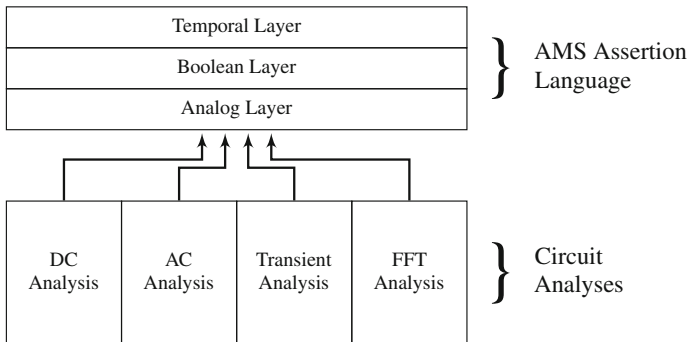 Temporal Layer
Boolean Layer
Analog Layer
AMS Assertion
Language
DC
Analysis
AC
Analysis
Transient
Analysis
FFT
Analysis
Circuit
Analyses